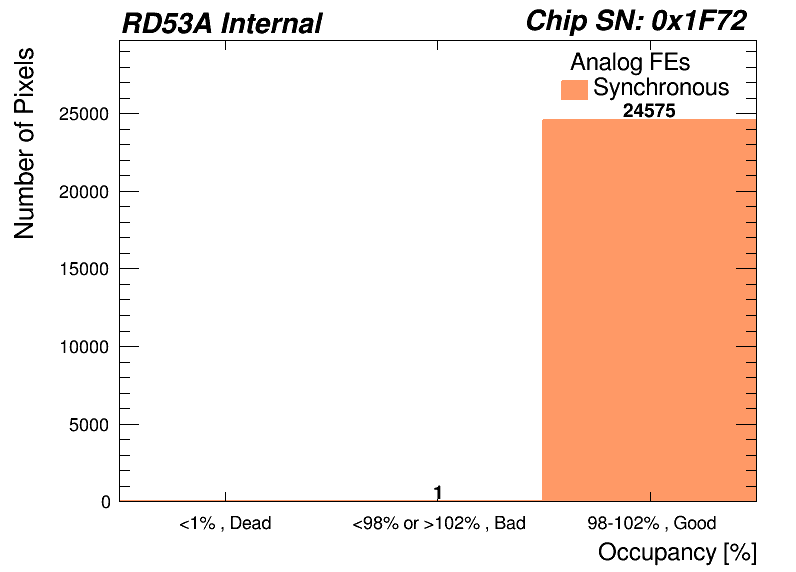 RD53A Internal
Chip SN: 0x1F72
Number of Pixels
Analog FEs
Synchronous
24575
25000
20000
15000
10000
5000
0
1
<1% , Dead
<98% or >102% , Bad
98-102% , Good
Occupancy [%]